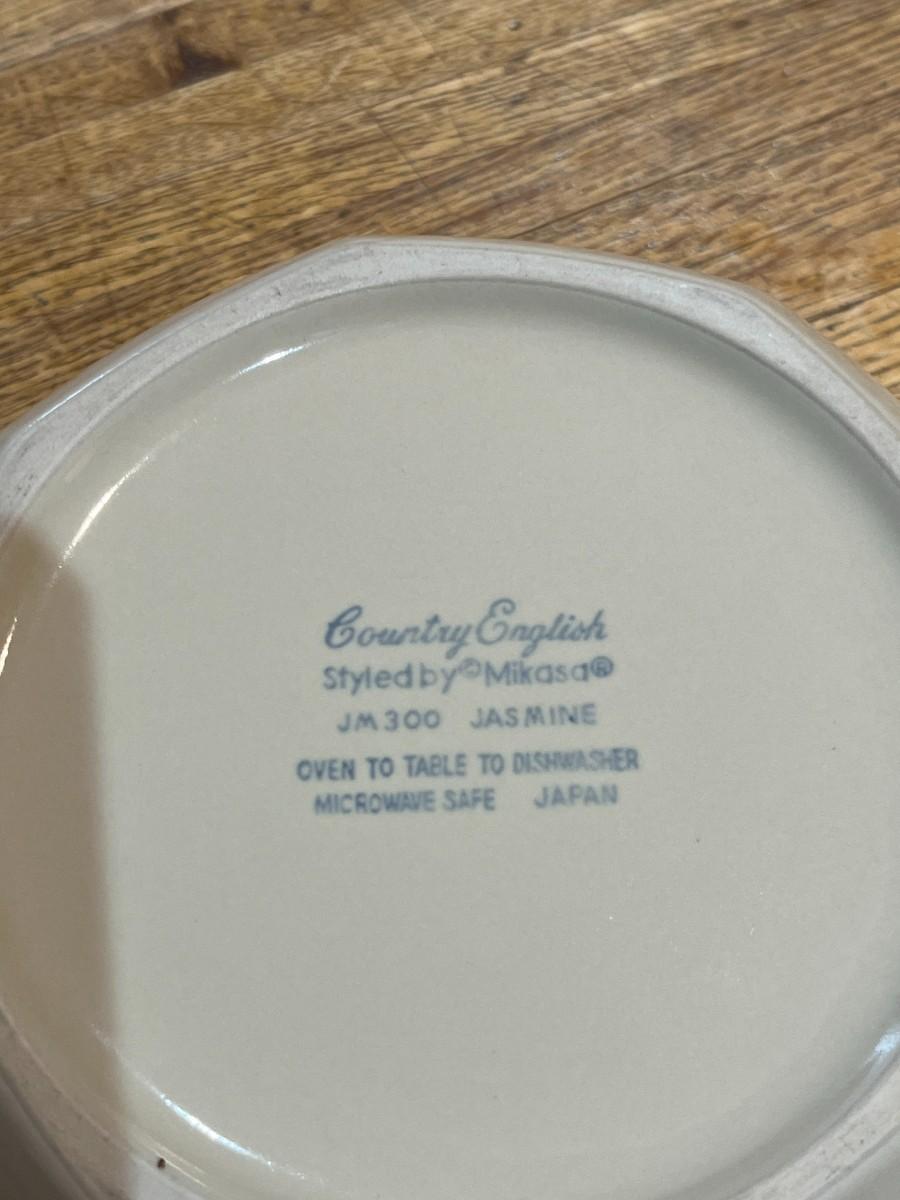 Country English
Styled by © Mikasa®
JM300 JASMINE
OVEN TO TABLE TO DISHWASHER
MICROWAVE SAFE JAPAN